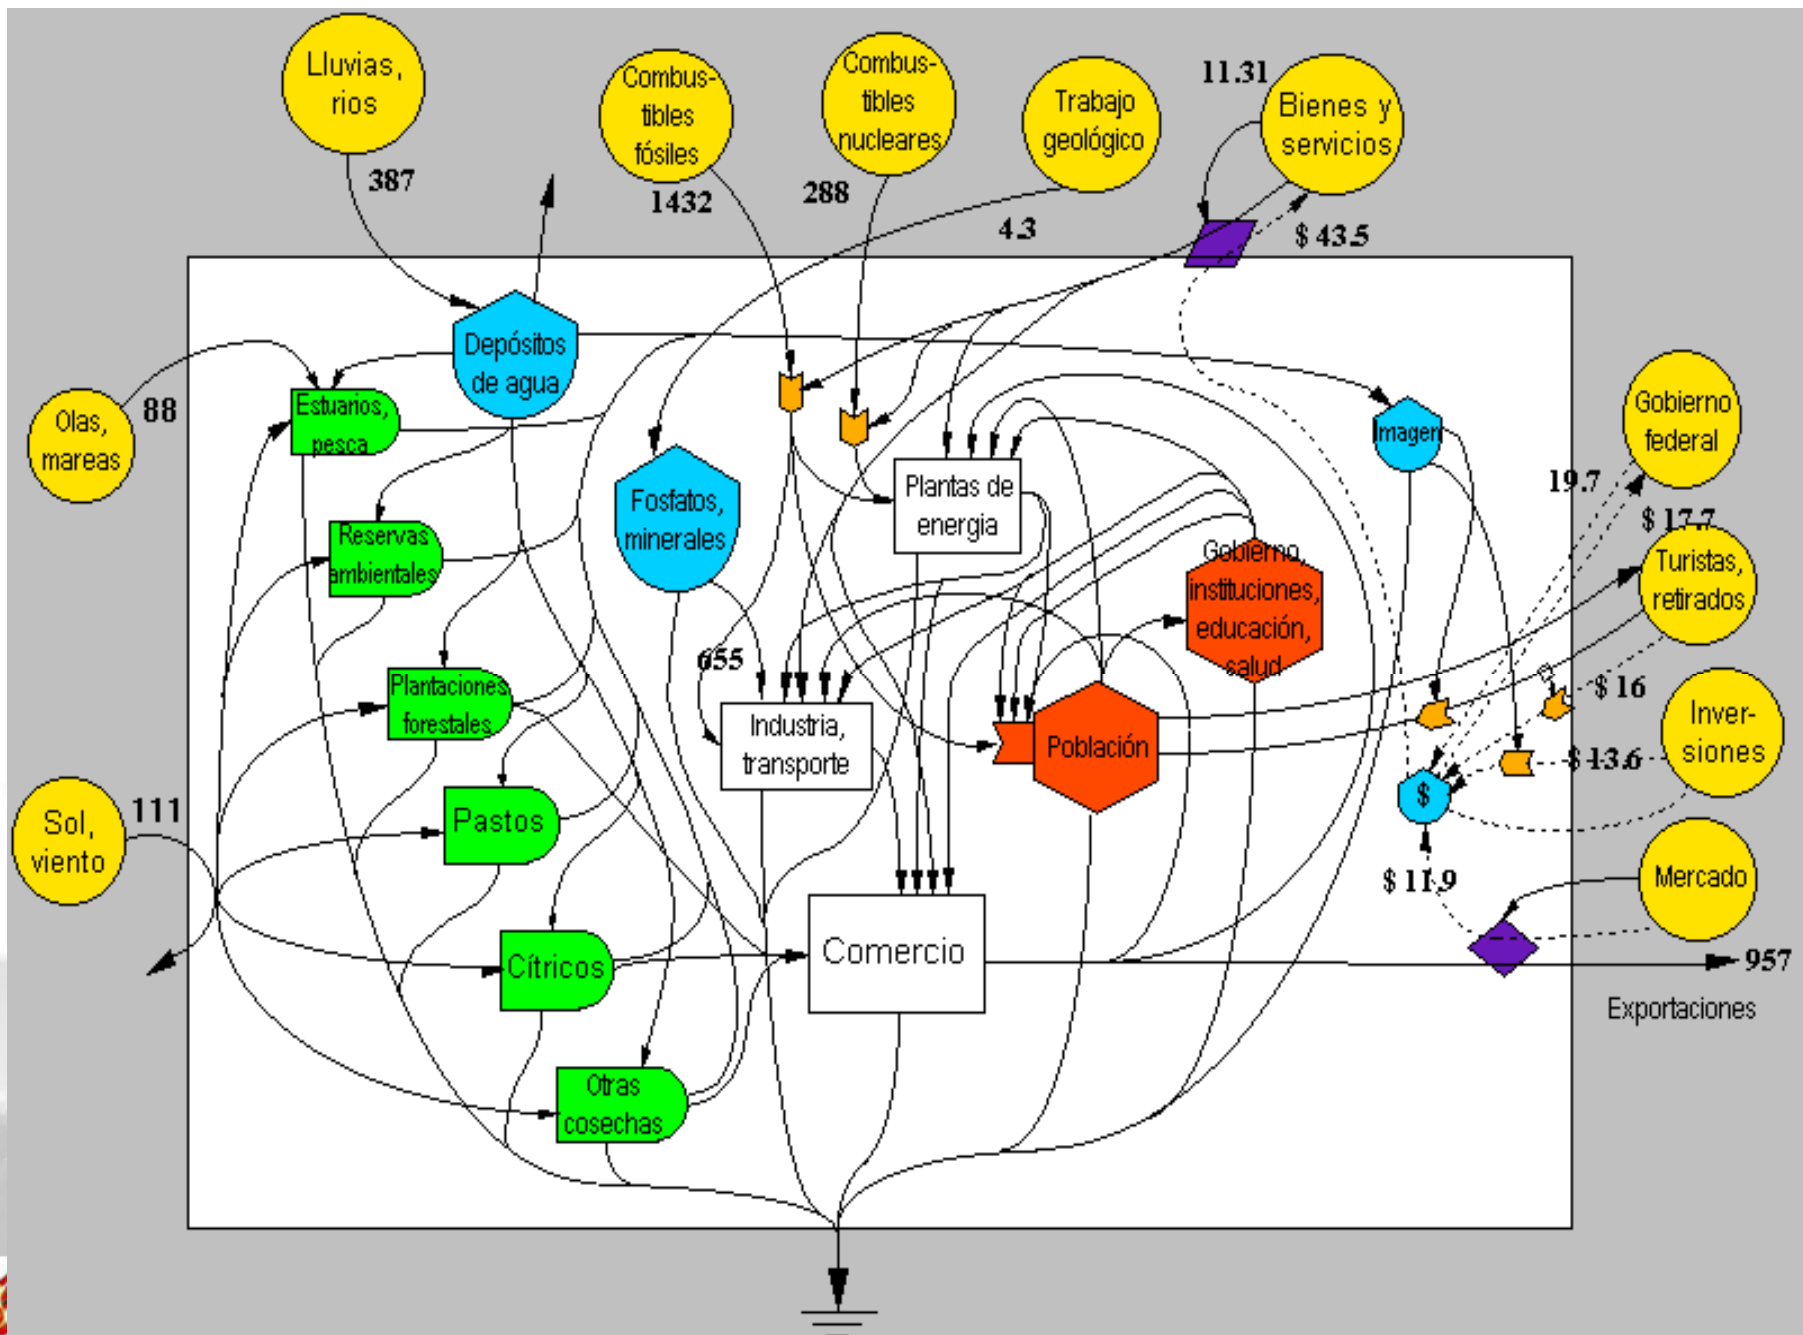 Lluvias,
rios
387
Combus-
tibles
fósiles
1432
Combus-
tibles
nucleares
288
Trabajo
geológico
4.3
11.31
Bienes y
servicios
$ 43.5
Olas,
mareas
88
Depósitos
de agua
Estuarios,
pesca
Reservas
ambientales
Fosfatos,
minerales
Plantas de
energia
Imagen
Gobierno
federal
19.7
$ 17.7
Turistas,
retirados
$ 16
Gobierno,
instituciones,
educación,
salud
655
Plantaciones
forestales
Industria,
transporte
Población
Inver-
siones
$ 13.6
$
Sol,
viento
111
Pastos
$ 11.9
Mercado
Cítricos
Comercio
957
Exportaciones
Otras
cosechas